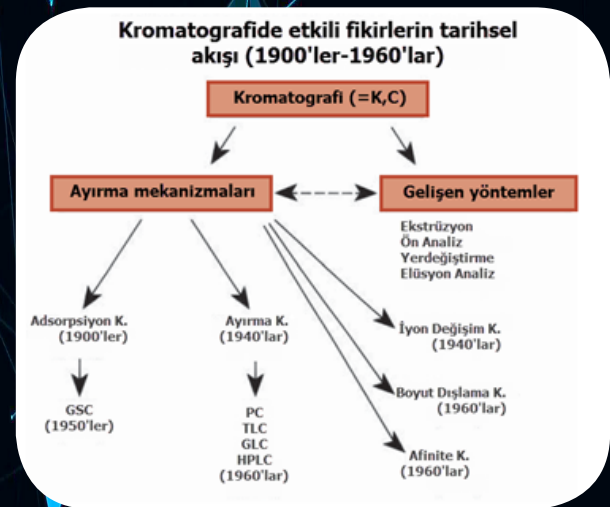 Kromatografide etkili fikirlerin tarihsel
akışı (1900'ler-1960'lar)
Kromatografi (=K,C)
Ayırma mekanizmaları
Gelişen yöntemler
Ekstrüzyon
Ön Analiz
Yerdeğiştirme
Elüsyon Analiz
Adsorpsiyon K.
(1900'ler)
GSC
(1950'ler)
Ayırma K.
(1940'lar)
PC
TLC
GLC
HPLC
(1960'lar)
İyon Değişim K.
(1940'lar)
Boyut Dışlama K.
(1960'lar)
Afinite K.
(1960'lar)